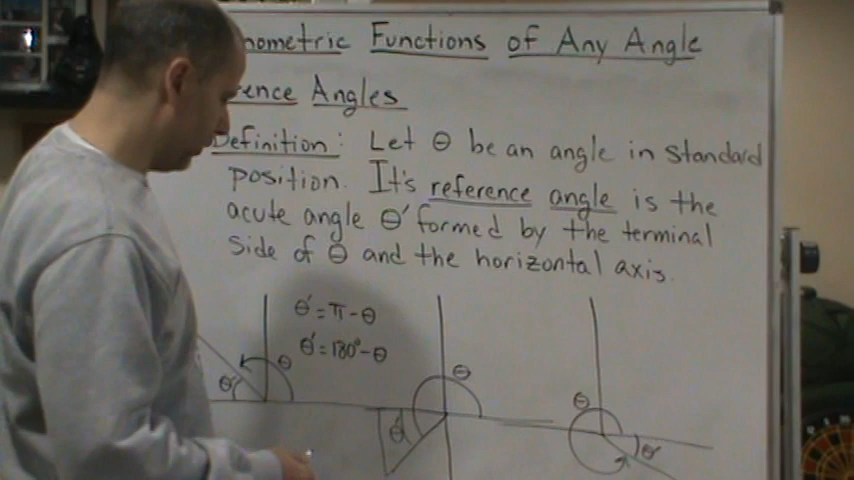 nometric Functions of Any Angle
ence Angles
Definition: Let θ be an angle in standard
position. It's reference angle is the
acute angle θ' formed by the terminal
side of θ and the horizontal axis.
θ' = π - θ
θ' = 180° - θ
θ
θ'
θ
θ'
θ
θ'